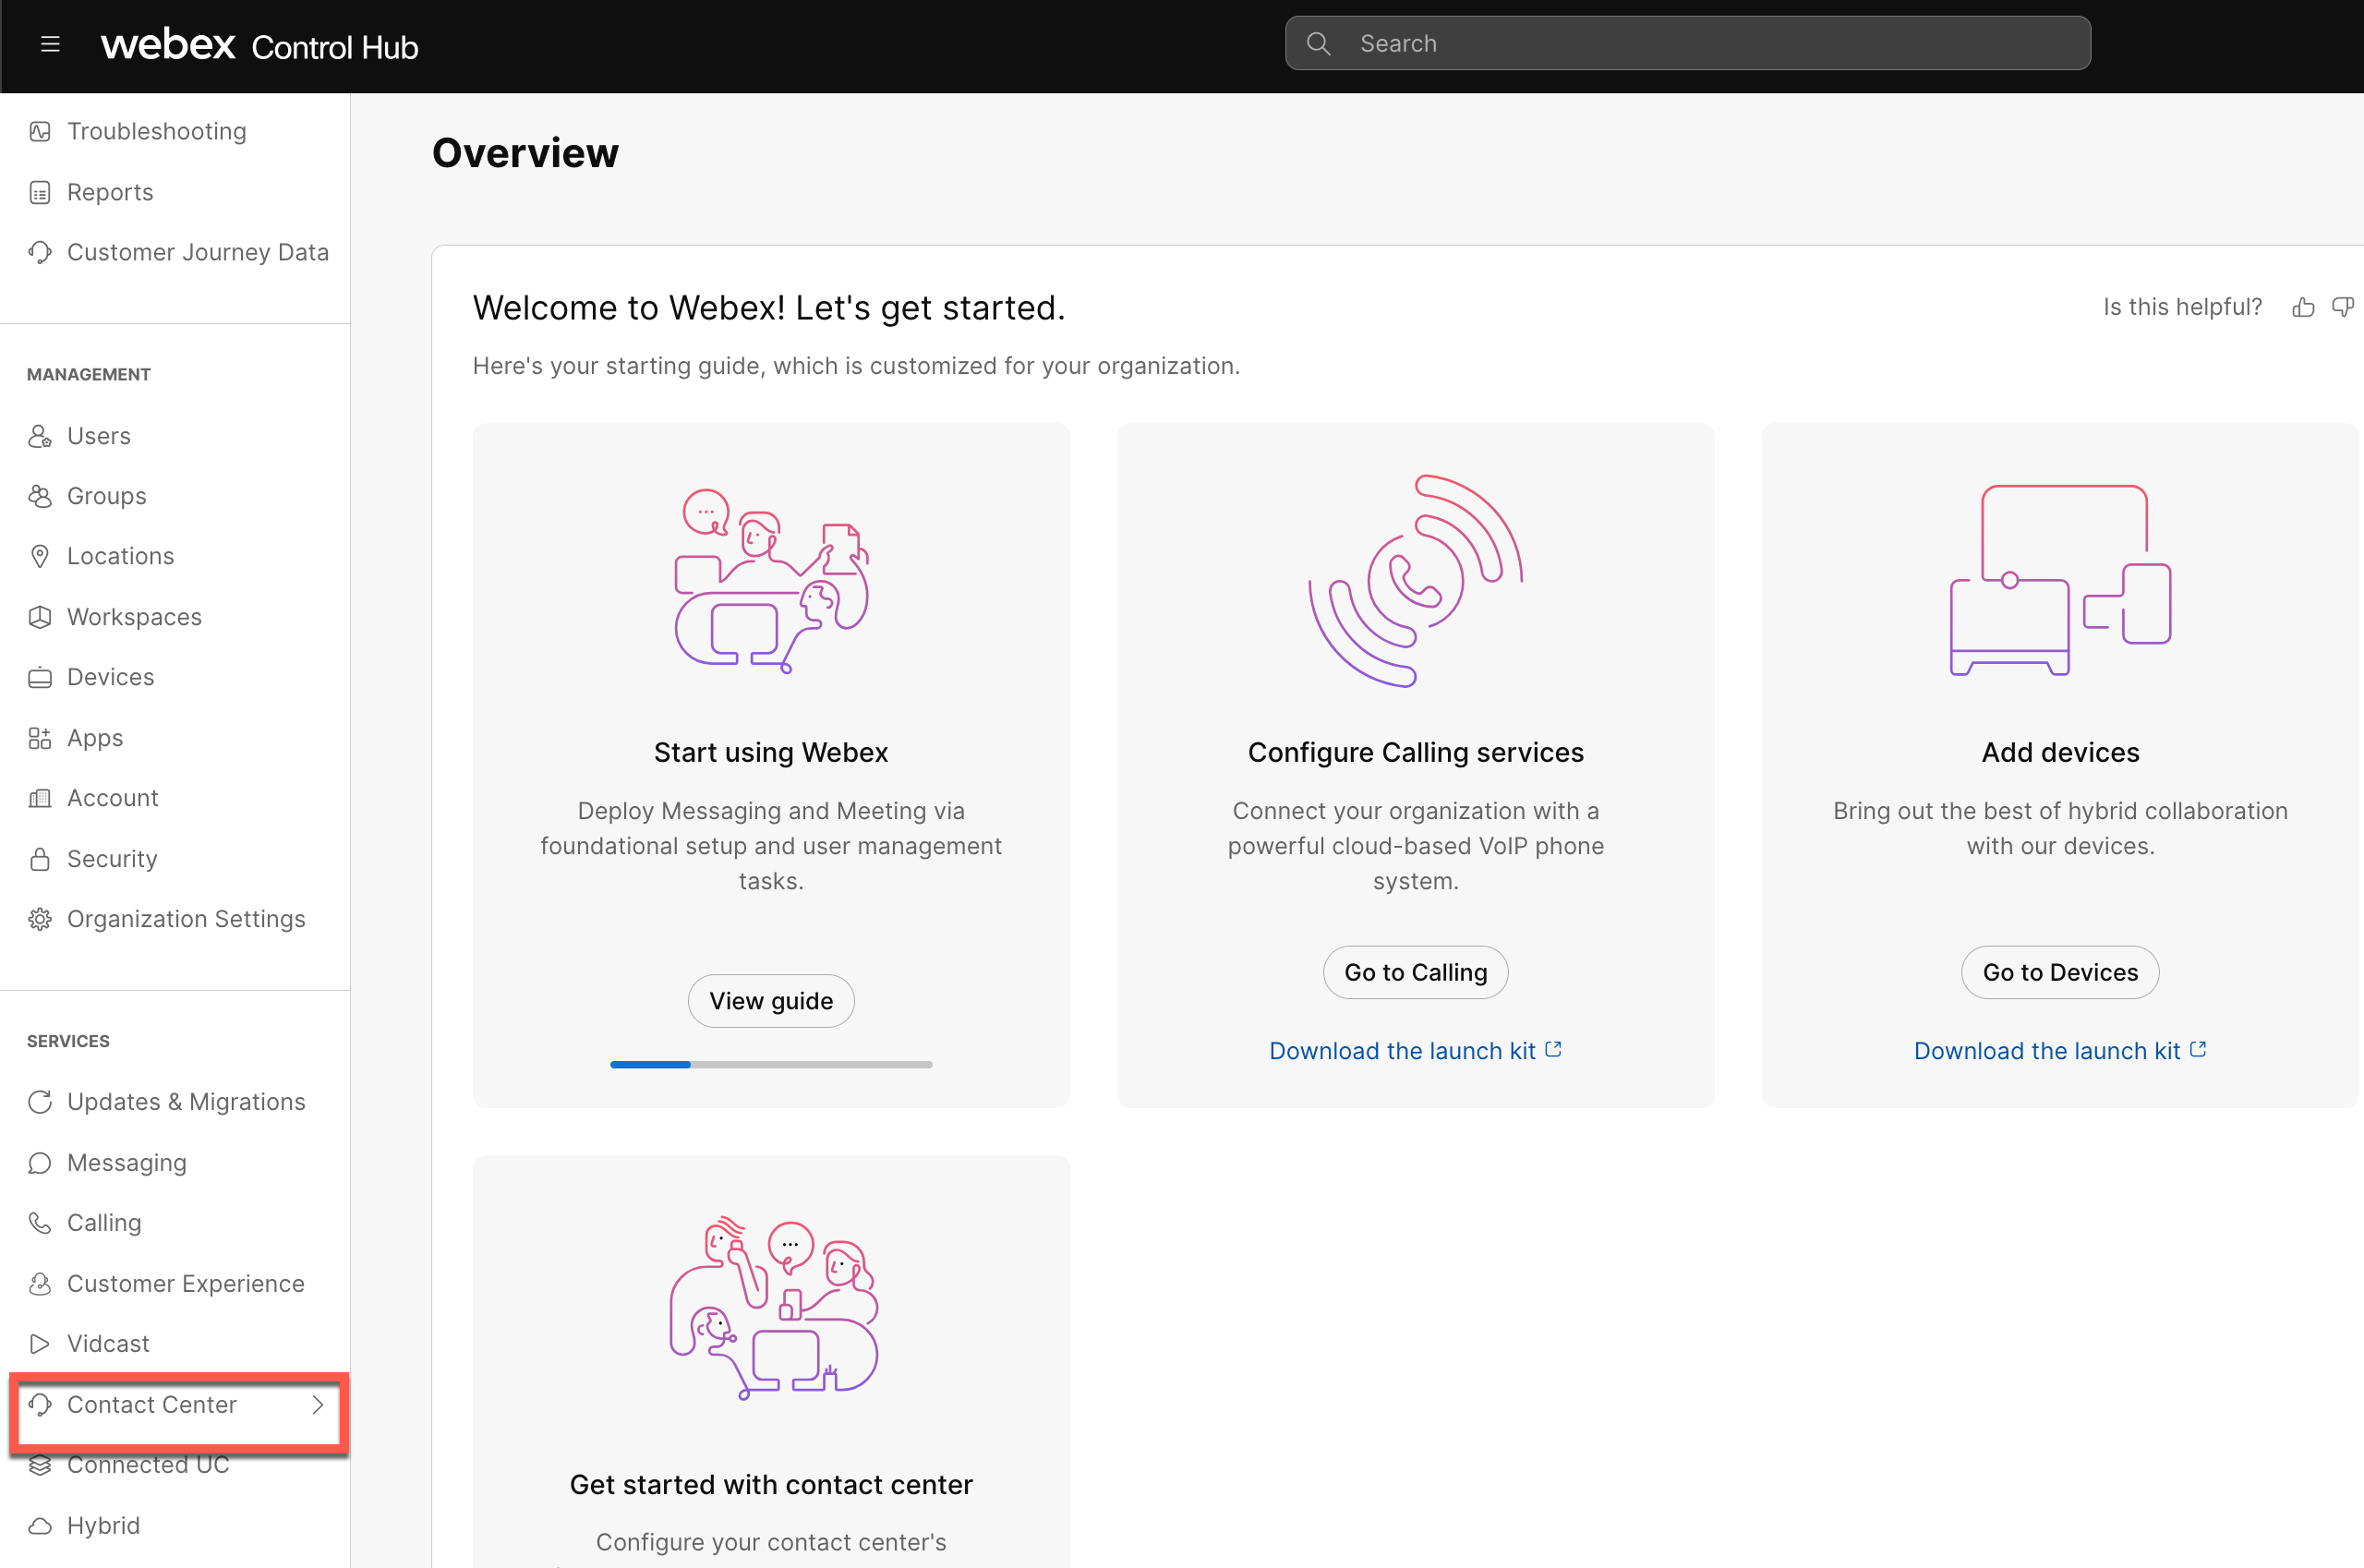 webex Control Hub
Search
Troubleshooting
Reports
Customer Journey Data
MANAGEMENT
Users
Groups
Locations
Workspaces
Devices
Apps
Account
Security
Organization Settings
SERVICES
Updates & Migrations
Messaging
Calling
Customer Experience
Vidcast
Contact Center
Connected UC
Hybrid
Overview
Welcome to Webex! Let's get started.
Is this helpful?
Here's your starting guide, which is customized for your organization.
Start using Webex
Deploy Messaging and Meeting via
foundational setup and user management
tasks.
View guide
Configure Calling services
Connect your organization with a
powerful cloud-based VoIP phone
system.
Go to Calling
Download the launch kit
Add devices
Bring out the best of hybrid collaboration
with our devices.
Go to Devices
Download the launch kit
Get started with contact center
Configure your contact center's